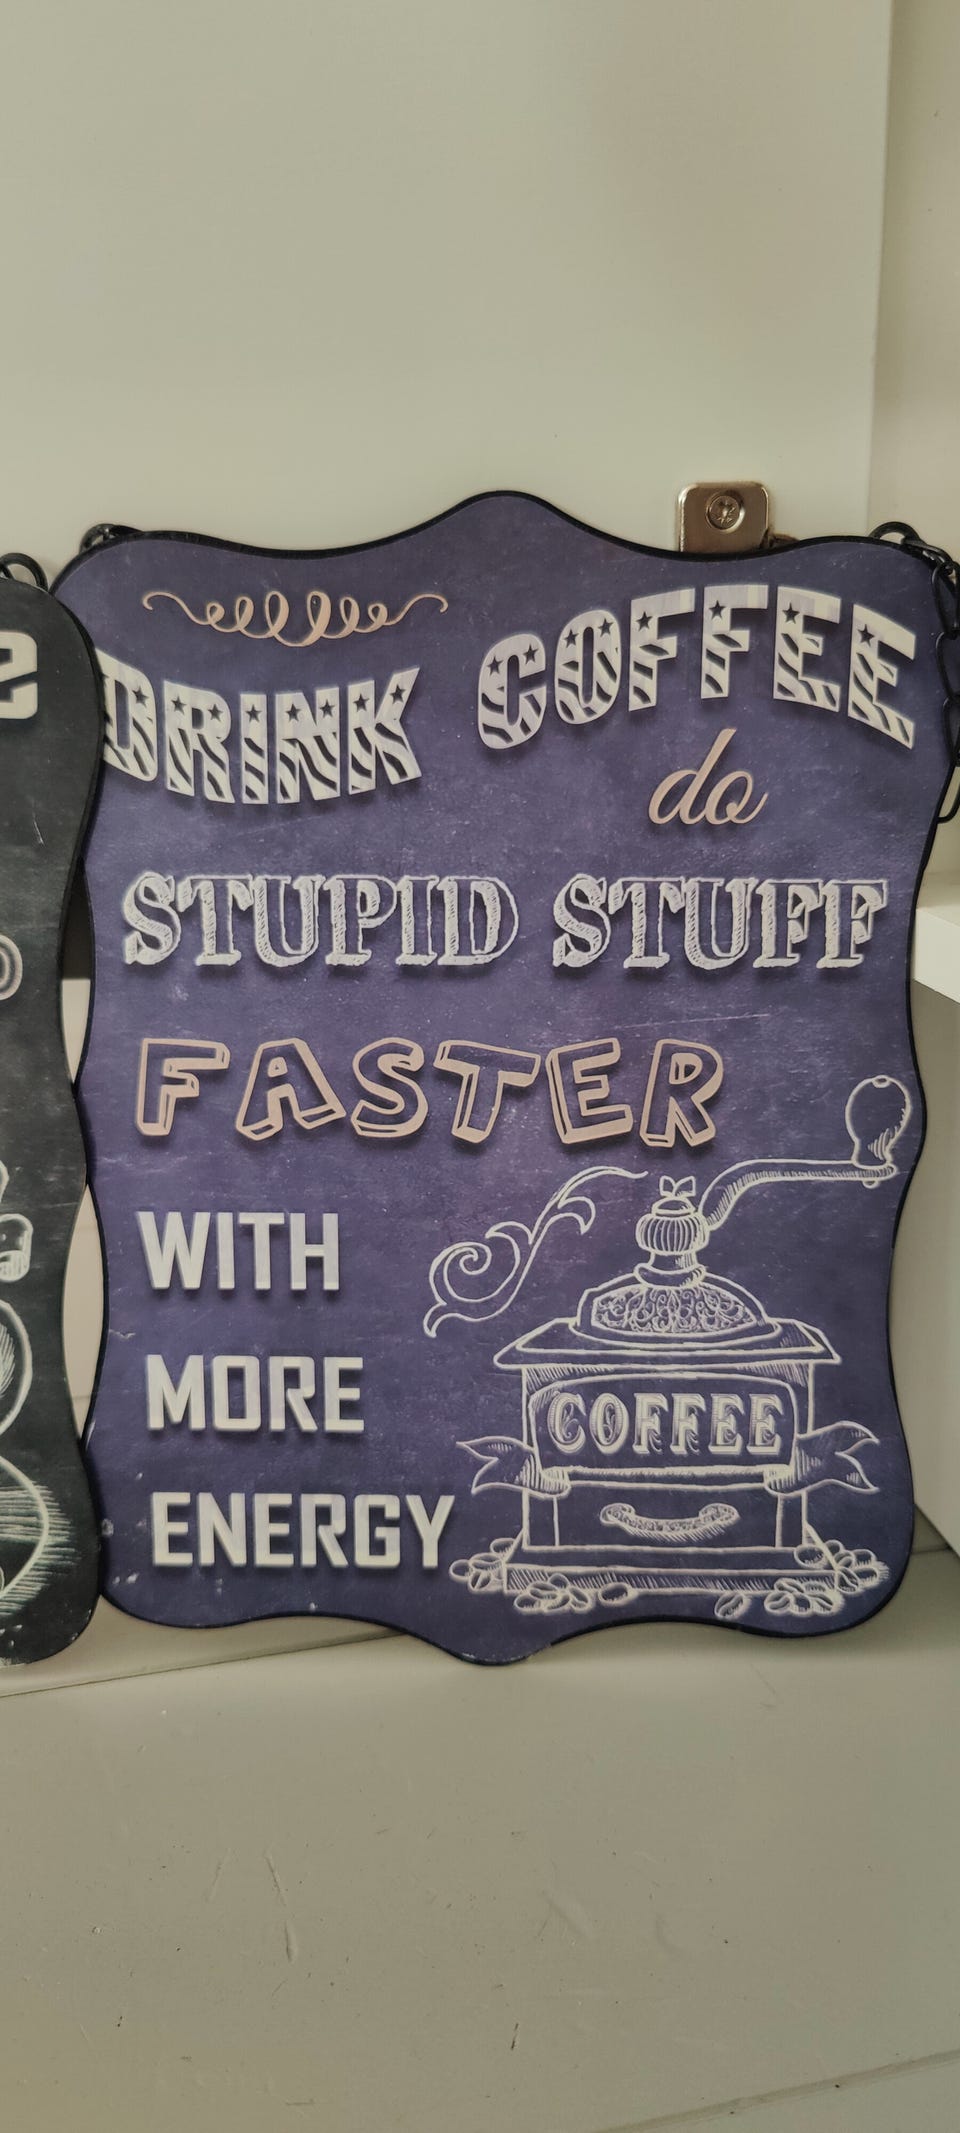 DRINK COFFEE
do
STUPID STUFF
FASTER
WITH
MORE
ENERGY
COFFEE